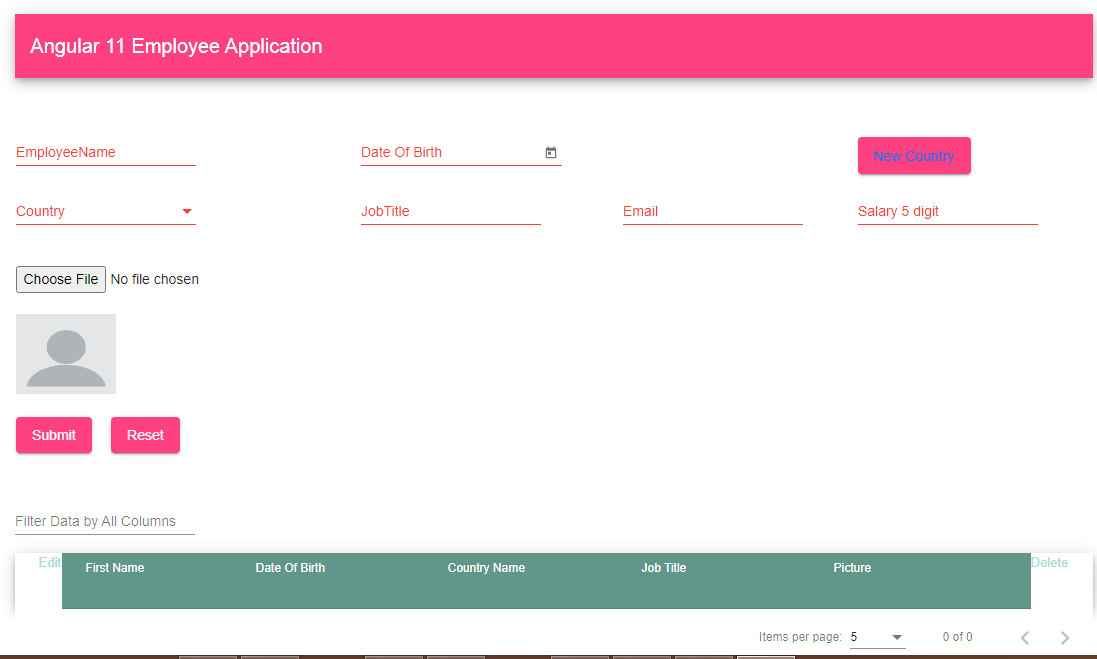 Angular 11 Employee Application
EmployeeName Date Of Birth New Country
Country JobTitle Email Salary 5 digit
Choose File No file chosen
Submit Reset
Filter Data by All Columns
Edit First Name Date Of Birth Country Name Job Title Picture Delete
Items per page: 5 0 of 0